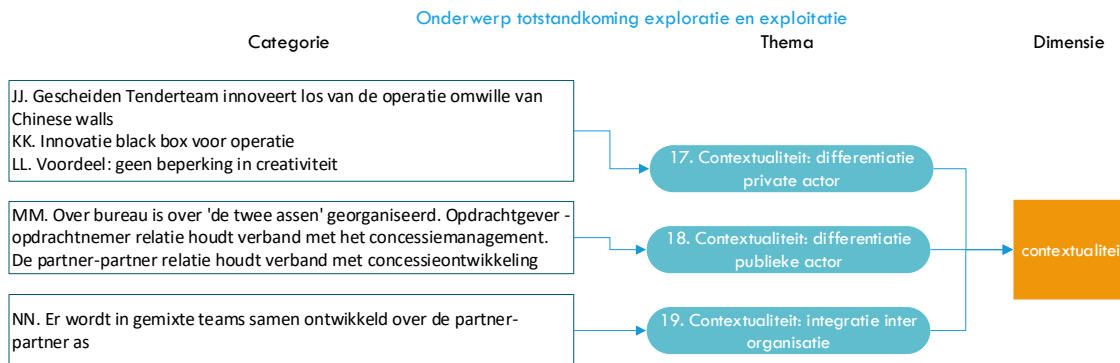 Onderwerp totstandkoming exploratie en exploitatie
Categorie
Thema
Dimensie
JJ. Gescheiden Tenderteam innoveert los van de operatie omwille van
Chinese walls
KK. Innovatie black box voor operatie
LL. Voordeel: geen beperking in creativiteit
17. Contextualiteit: differentiatie
private actor
MM. Over bureau is over 'de twee assen' georganiseerd. Opdrachtgever -
opdrachtnemer relatie houdt verband met het concessiemanagement.
De partner-partner relatie houdt verband met concessieontwikkeling
18. Contextualiteit: differentiatie
publieke actor
contextualiteit
NN. Er wordt in gemixte teams samen ontwikkeld over de partner-
partner as
19. Contextualiteit: integratie inter
organisatie